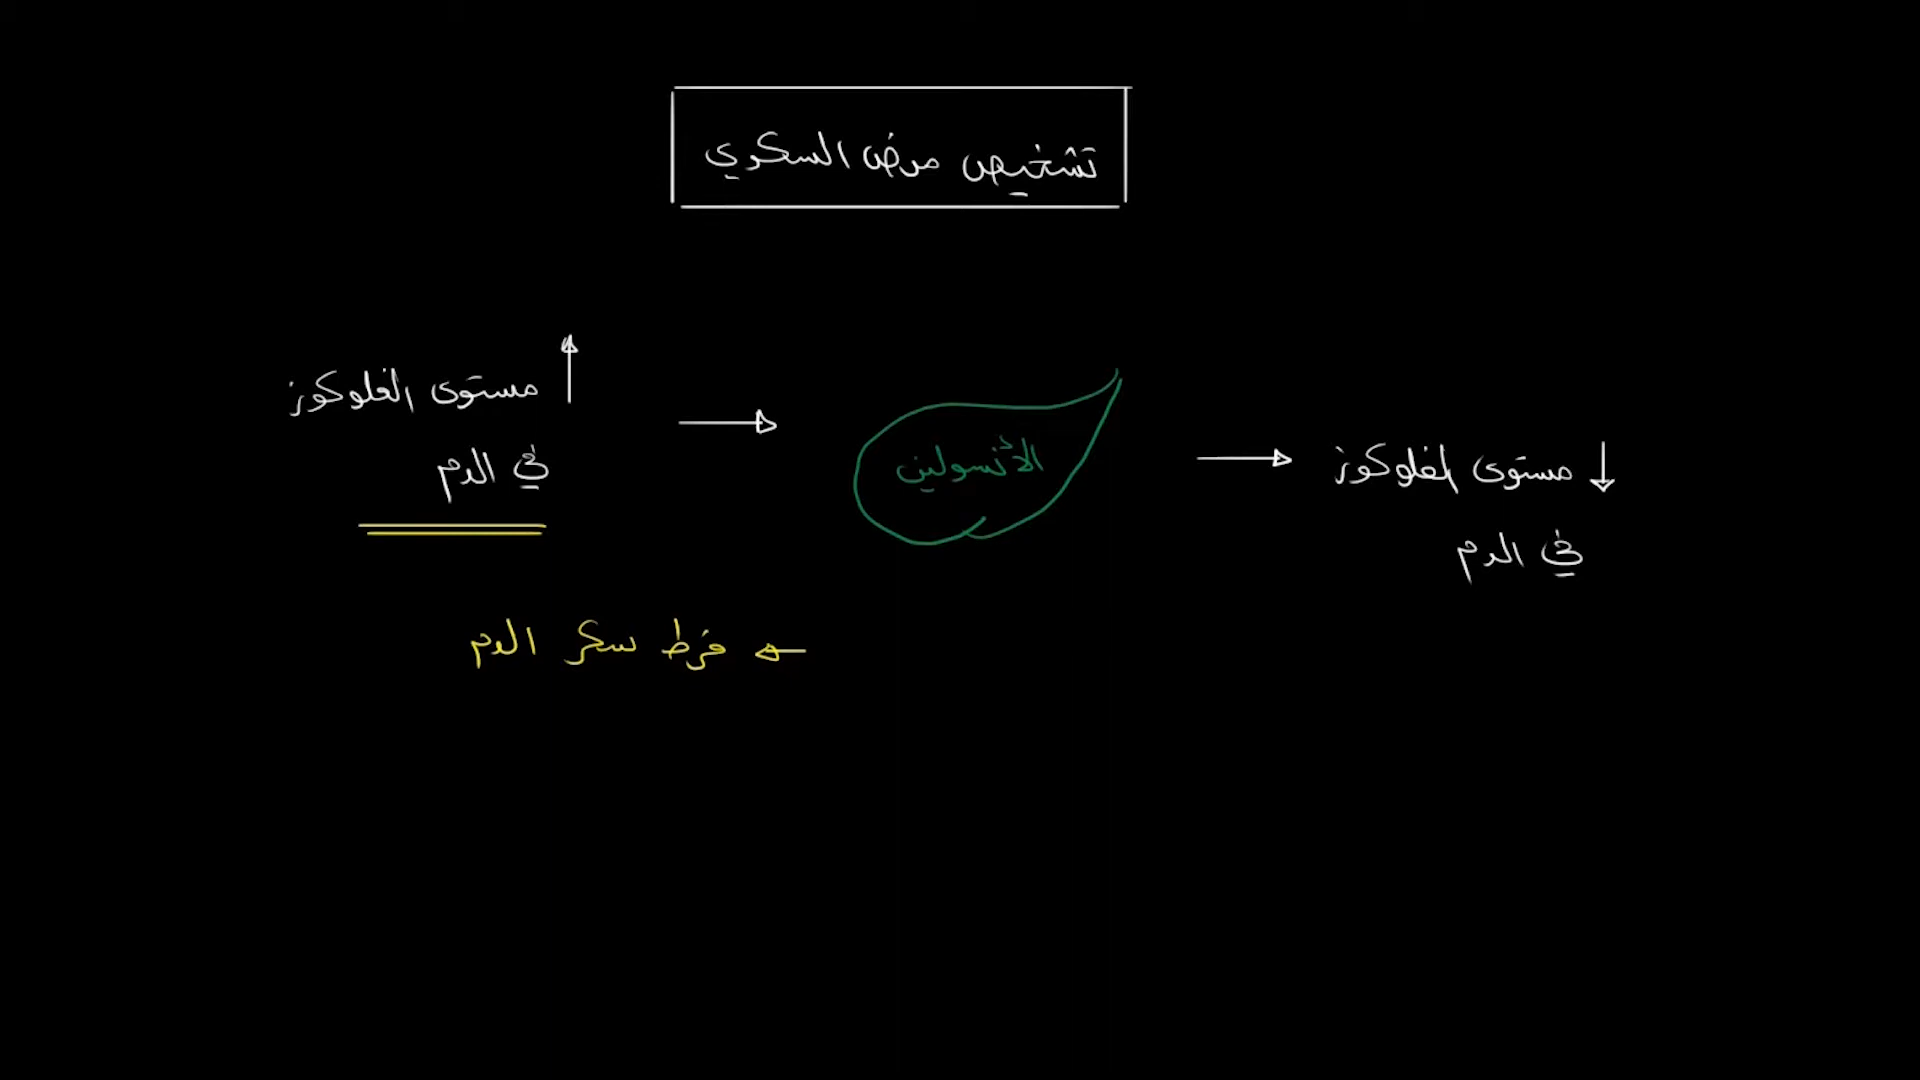 تشخيص مرض السكري
مستوى الغلوكوز
في الدم
الأنسولين
مستوى الغلوكوز
في الدم
فرط سكر الدم